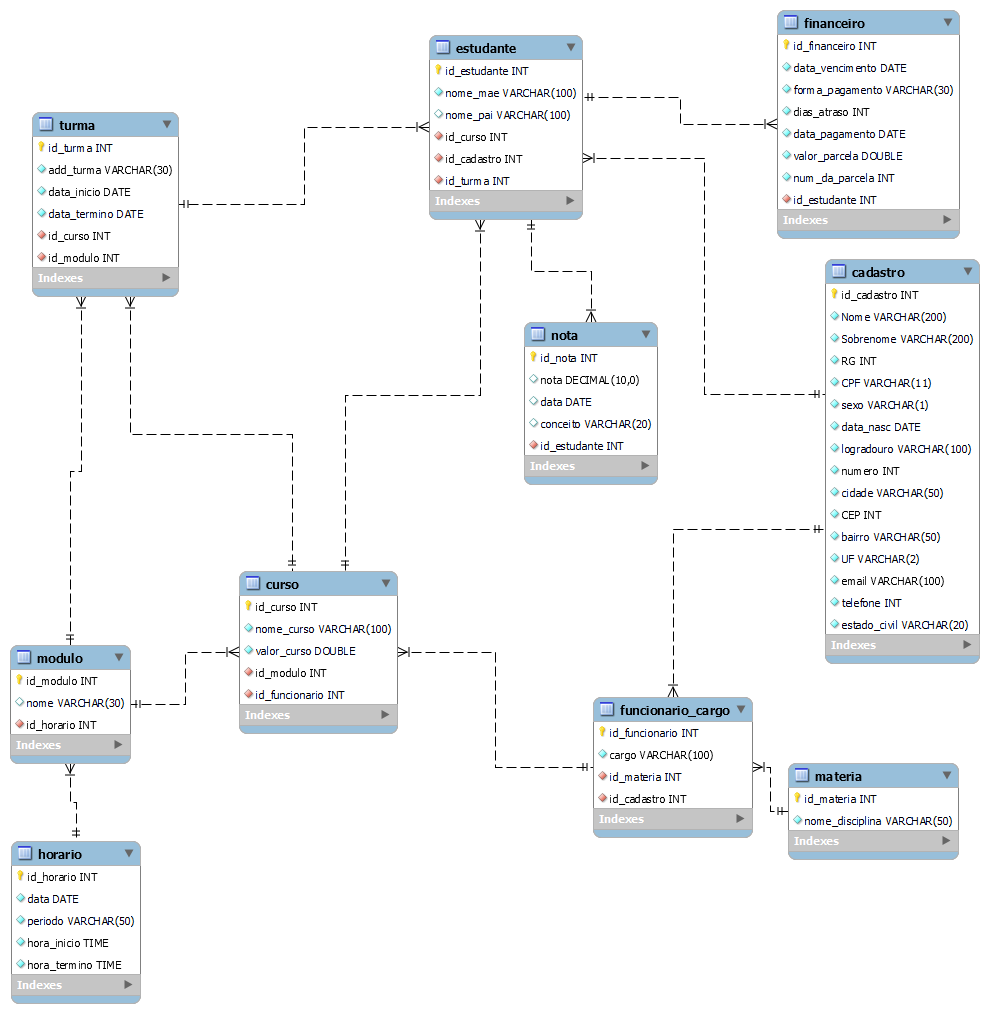 financeiro
id_financeiro INT
data_vencimento DATE
forma_pagamento VARCHAR(30)
dias_atraso INT
data_pagamento DATE
valor_parcela DOUBLE
num_da_parcela INT
id_estudante INT
Indexes
estudante
id_estudante INT
nome_mae VARCHAR(100)
nome_pai VARCHAR(100)
id_curso INT
id_cadastro INT
id_turma INT
Indexes
turma
id_turma INT
add_turma VARCHAR(30)
data_inicio DATE
data_termino DATE
id_curso INT
id_modulo INT
Indexes
cadastro
id_cadastro INT
Nome VARCHAR(200)
Sobrenome VARCHAR(200)
RG INT
CPF VARCHAR(11)
sexo VARCHAR(1)
data_nasc DATE
logradouro VARCHAR(100)
numero INT
cidade VARCHAR(50)
CEP INT
bairro VARCHAR(50)
UF VARCHAR(2)
email VARCHAR(100)
telefone INT
estado_civil VARCHAR(20)
Indexes
nota
id_nota INT
nota DECIMAL(10,0)
data DATE
conceito VARCHAR(20)
id_estudante INT
Indexes
curso
id_curso INT
nome_curso VARCHAR(100)
valor_curso DOUBLE
id_modulo INT
id_funcionario INT
Indexes
modulo
id_modulo INT
nome VARCHAR(30)
id_horario INT
Indexes
funcionario_cargo
id_funcionario INT
cargo VARCHAR(100)
id_materia INT
id_cadastro INT
Indexes
materia
id_materia INT
nome_disciplina VARCHAR(50)
Indexes
horario
id_horario INT
data DATE
periodo VARCHAR(50)
hora_inicio TIME
hora_termino TIME
Indexes